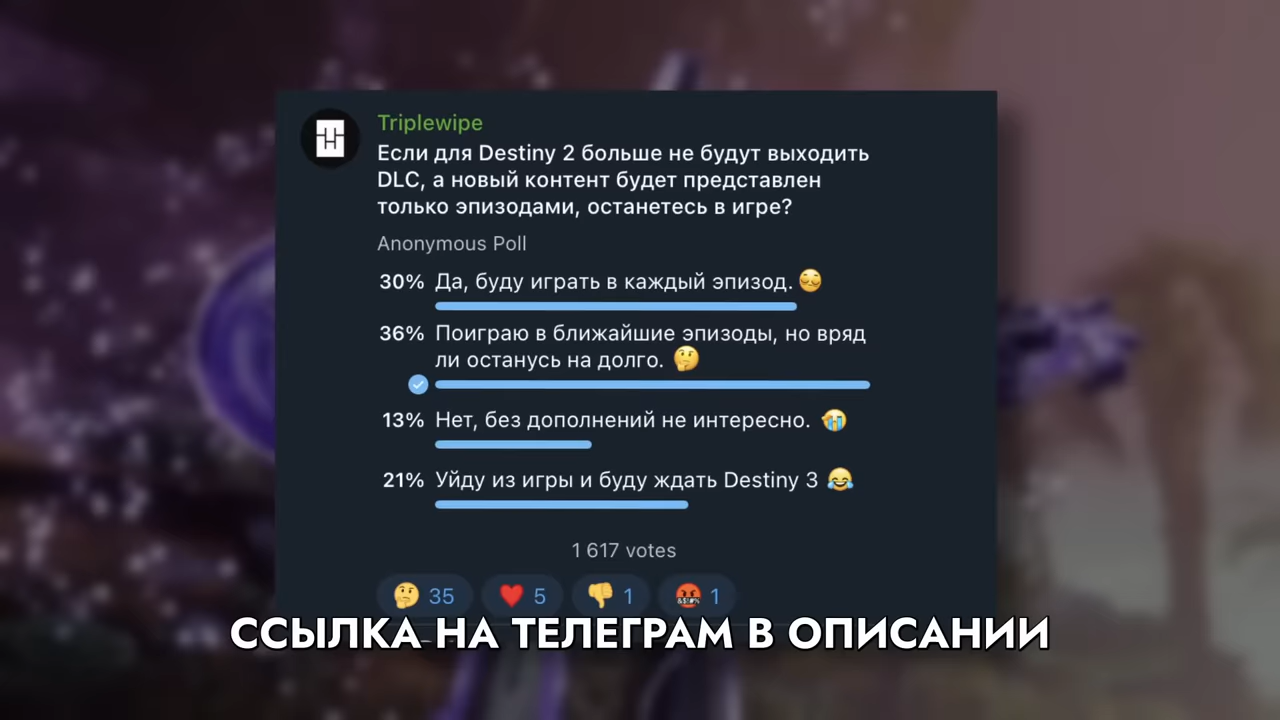 Triplewipe
Если для Destiny 2 больше не будут выходить
DLC, а новый контент будет представлен
только эпизодами, останетесь в игре?
Anonymous Poll
30% Да, буду играть в каждый эпизод. 😌
36% Поиграю в ближайшие эпизоды, но вряд
ли останусь на долго. 🤔
13% Нет, без дополнений не интересно. 😭
21% Уйду из игры и буду ждать Destiny 3 😂
1 617 votes
🤔 35 ❤️ 5 👎 1 🤬 1
ССЫЛКА НА ТЕЛЕГРАМ В ОПИСАНИИ